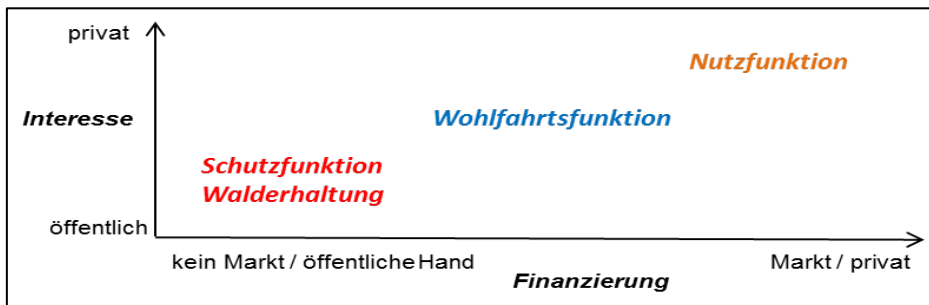 privat
Nutzfunktion
Interesse
Wohlfahrtsfunktion
Schutzfunktion
Walderhaltung
öffentlich
kein Markt / öffentliche Hand
Markt / privat
Finanzierung